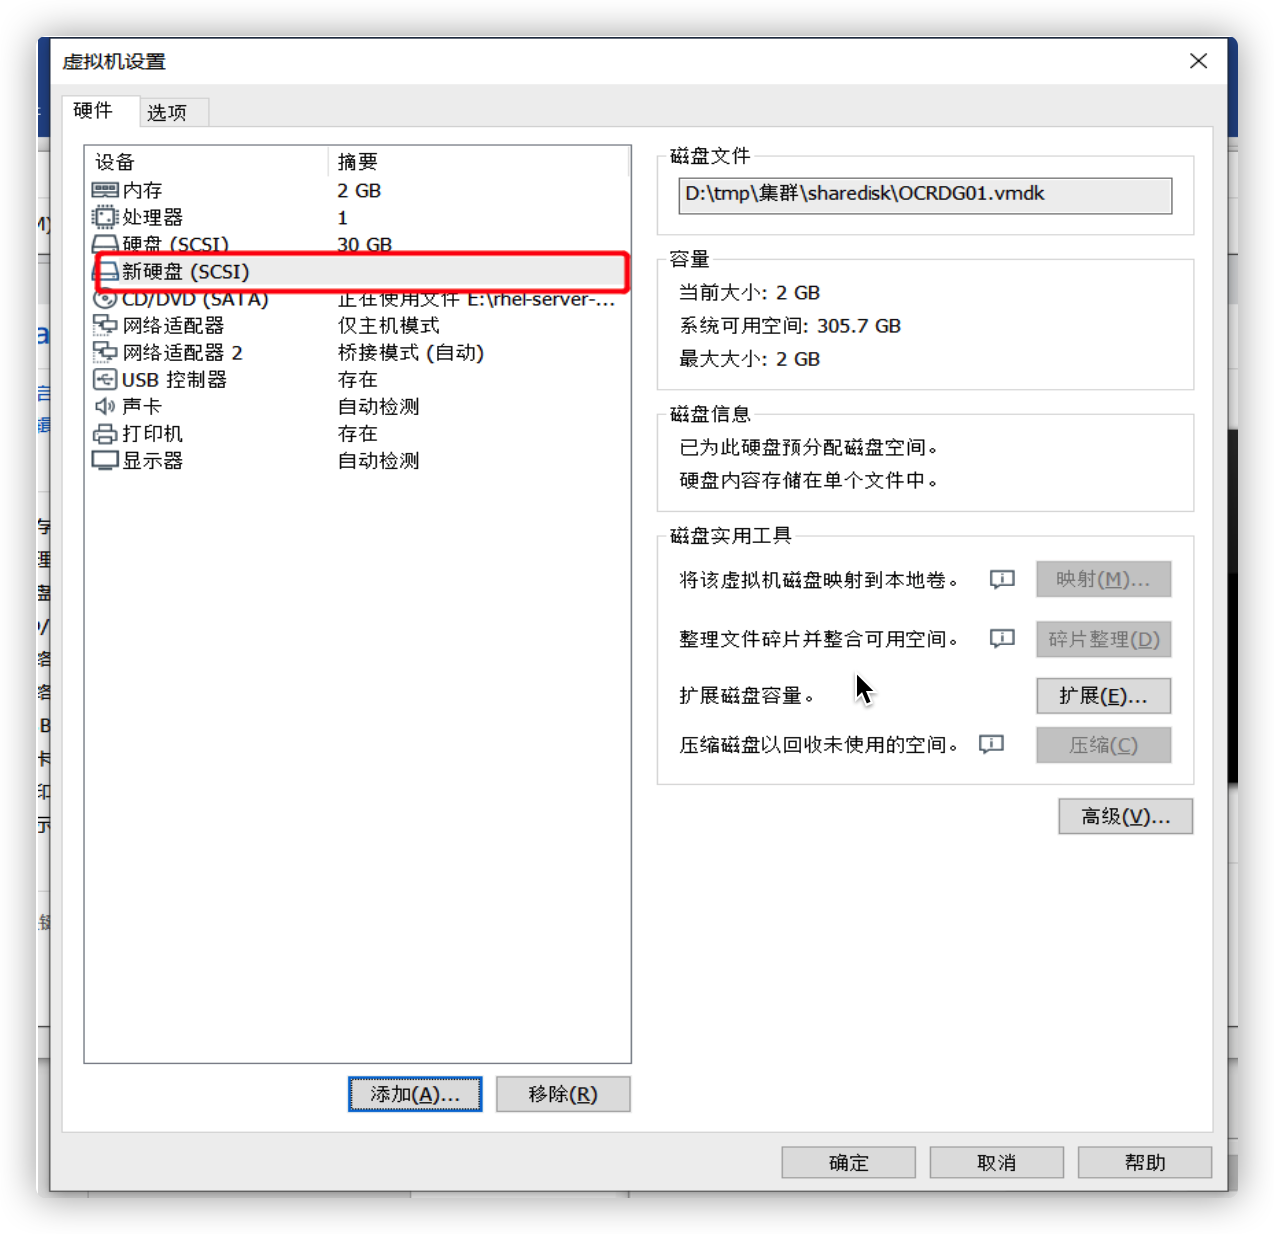 虚拟机设置
硬件
选项
设备 摘要
内存 2 GB
处理器 1
硬盘 (SCSI) 30 GB
新硬盘 (SCSI)
CD/DVD (SATA) 正在使用文件 E:\rhel-server-...
网络适配器 仅主机模式
网络适配器 2 桥接模式 (自动)
USB 控制器 存在
声卡 自动检测
打印机 存在
显示器 自动检测
添加(A)...
移除(R)
磁盘文件
D:\tmp\集群\sharedisk\OCRDG01.vmdk
容量
当前大小: 2 GB
系统可用空间: 305.7 GB
最大大小: 2 GB
磁盘信息
已为此硬盘预分配磁盘空间。
硬盘内容存储在单个文件中。
磁盘实用工具
将该虚拟机磁盘映射到本地卷。 映射(M)...
整理文件碎片并整合可用空间。 碎片整理(D)
扩展磁盘容量。 扩展(E)...
压缩磁盘以回收未使用的空间。 压缩(C)
高级(V)...
确定
取消
帮助